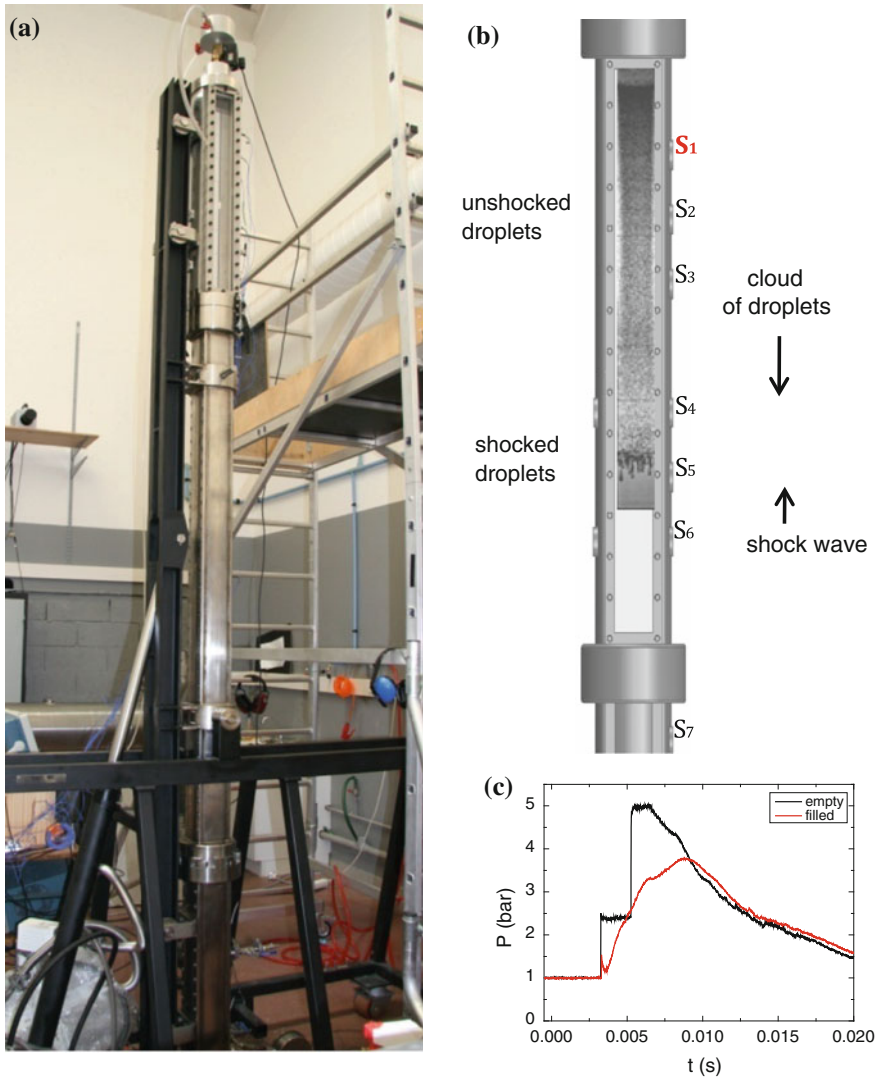 (a)
(b)
S1
unshocked
droplets
S2
S3
cloud
of droplets
S4
shocked
droplets
S5
S6
shock wave
S7
(c)
5
4
3
2
1
0
P (bar)
empty
filled
0.000
0.005
0.010
0.015
0.020
t (s)